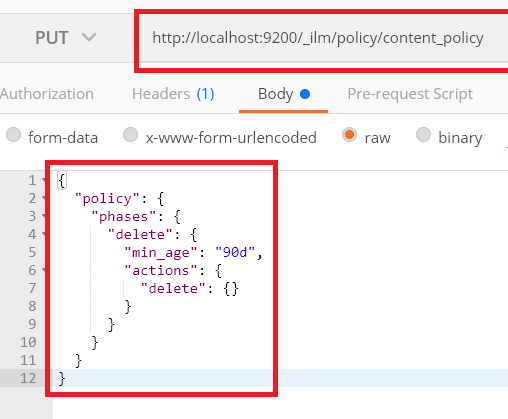 PUT http://localhost:9200/_ilm/policy/content_policy
Authorization Headers (1) Body Pre-request Script
form-data x-www-form-urlencoded raw binary
1 {
2 "policy": {
3 "phases": {
4 "delete": {
5 "min_age": "90d",
6 "actions": {
7 "delete": {}
8 }
9 }
10 }
11 }
12 }